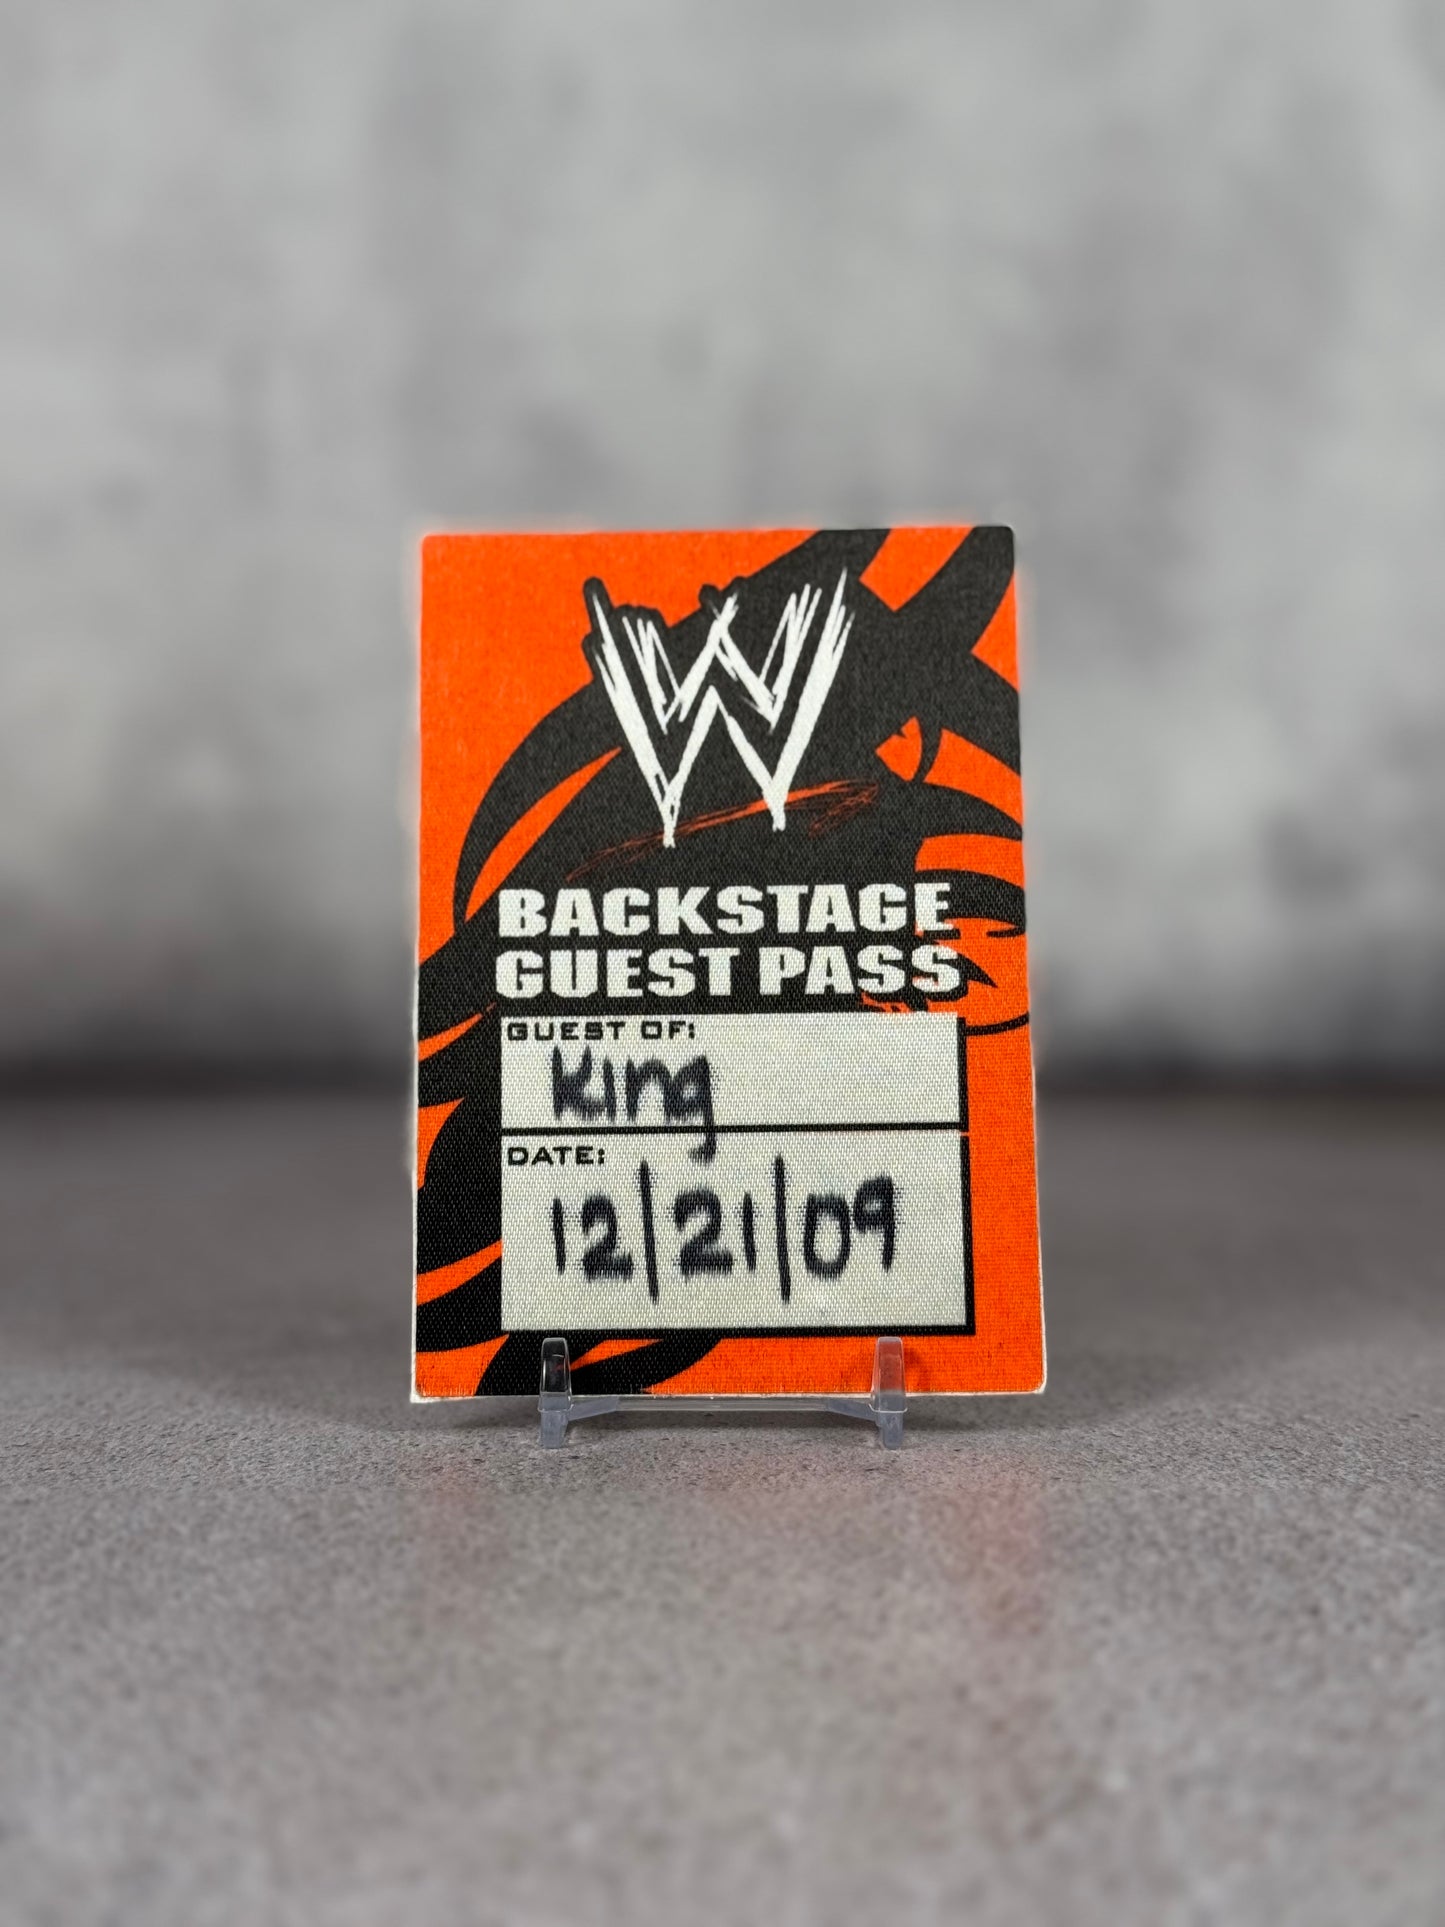 W
BACKSTAGE
GUEST PASS
GUEST OF:
King
DATE:
12/21/09